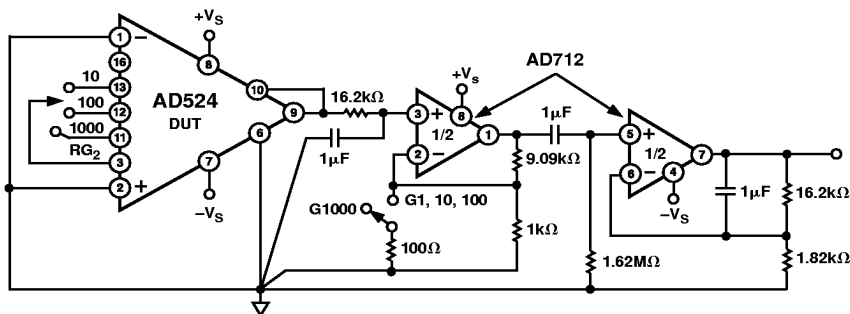 AD524
DUT
+VS
–VS
1
–
16
13
12
11
3
2
+
8
10
9
6
7
10
100
1000
RG2
16.2kΩ
1µF
AD712
+VS
3
+
8
1/2
1
2
–
G1, 10, 100
G1000
100Ω
9.09kΩ
1kΩ
1µF
1.62MΩ
5
+
1/2
7
6
–
4
–VS
1µF
16.2kΩ
1.82kΩ